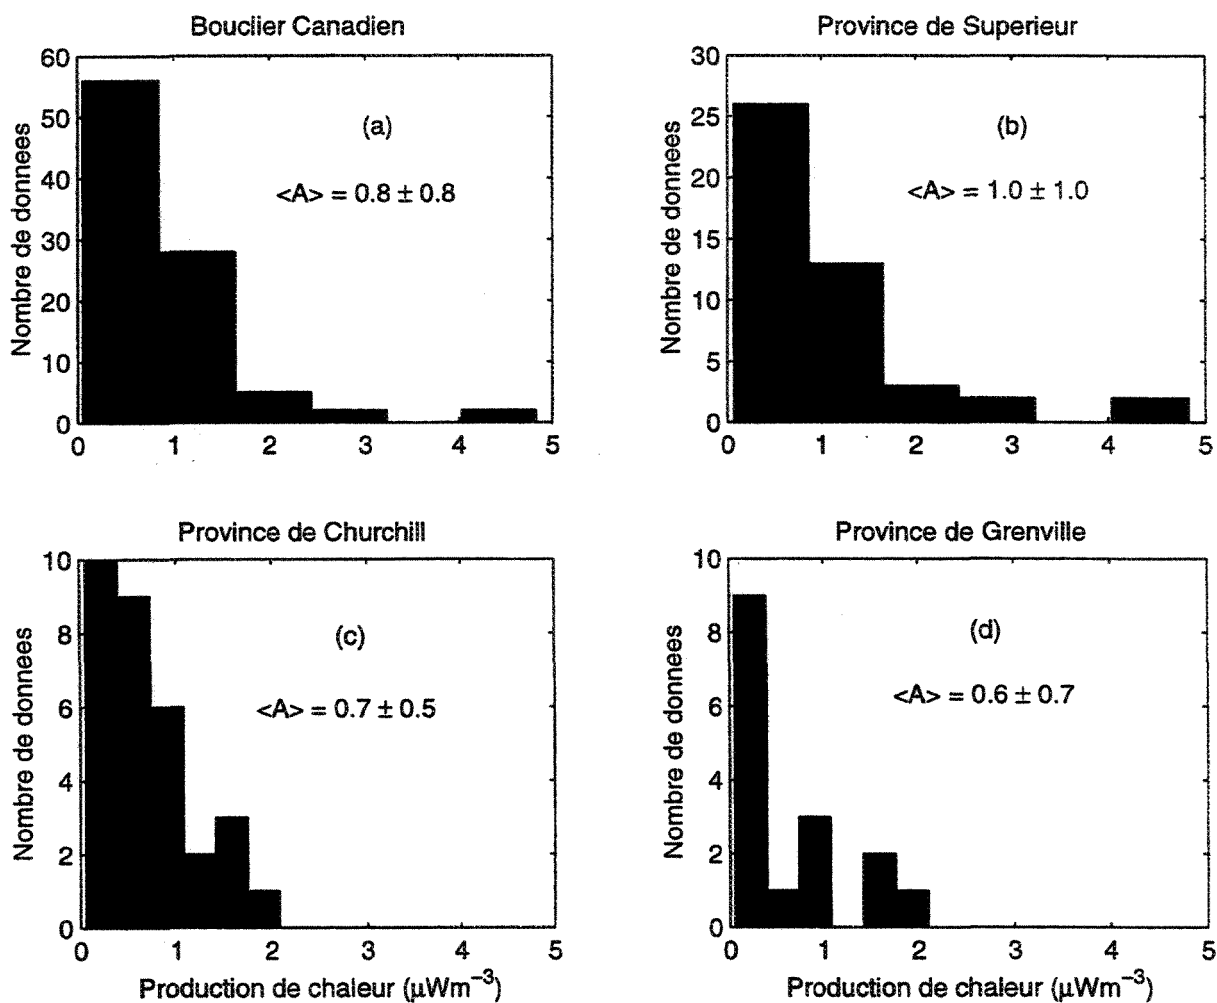 Bouclier Canadien
60
50
40
30
20
10
0
Nombre de donnees
(a)
<A> = 0.8 ± 0.8
0 1 2 3 4 5
Province de Superieur
30
25
20
15
10
5
0
Nombre de donnees
(b)
<A> = 1.0 ± 1.0
0 1 2 3 4 5
Province de Churchill
10
8
6
4
2
0
Nombre de donnees
(c)
<A> = 0.7 ± 0.5
0 1 2 3 4 5
Production de chaleur (µWm⁻³)
Province de Grenville
10
8
6
4
2
0
Nombre de donnees
(d)
<A> = 0.6 ± 0.7
0 1 2 3 4 5
Production de chaleur (µWm⁻³)